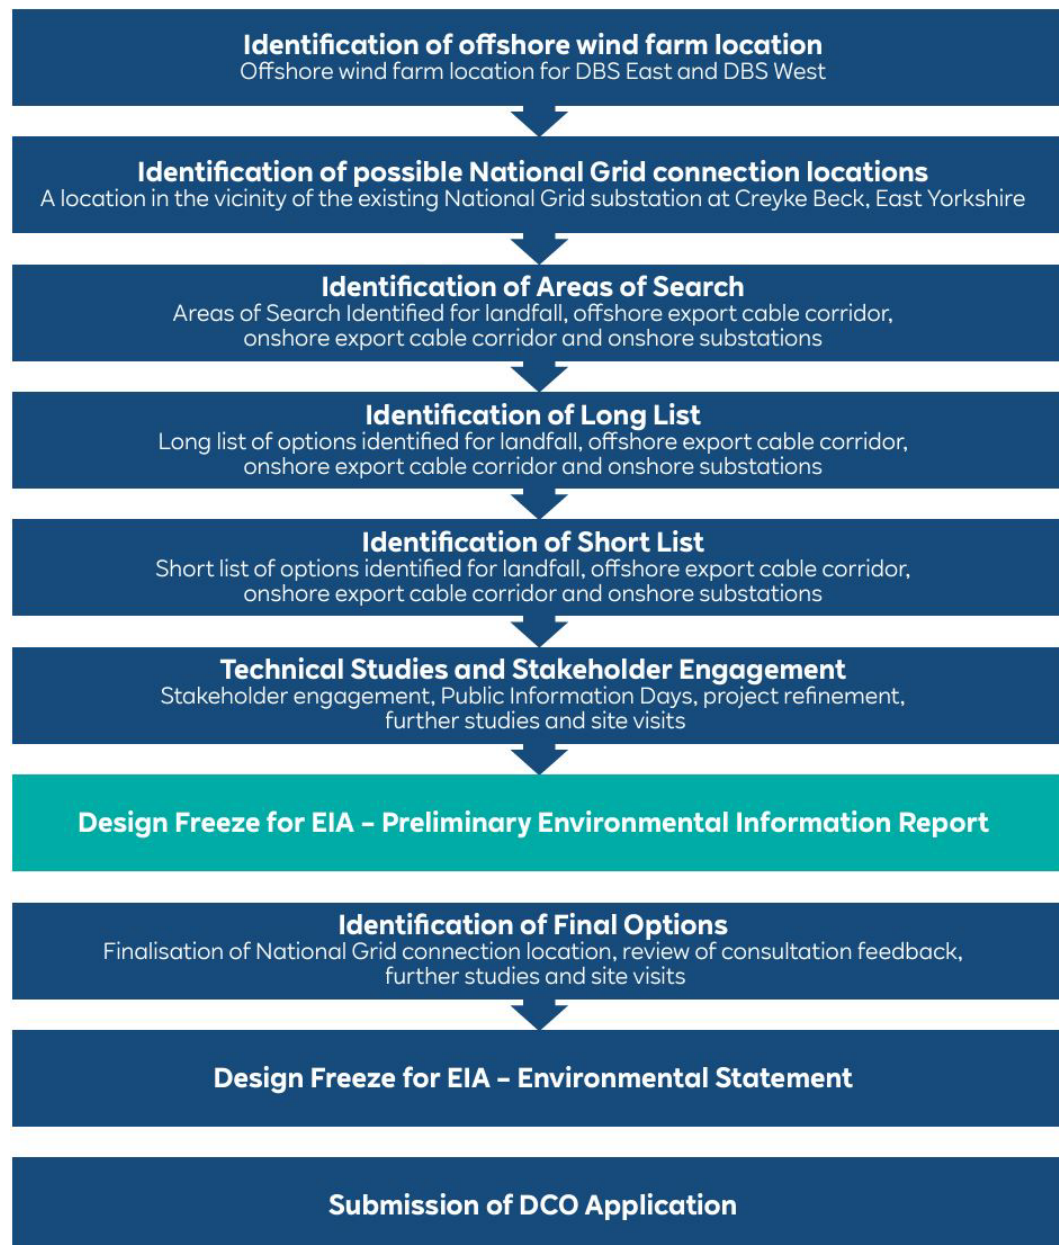 Identification of offshore wind farm location
Offshore wind farm location for DBS East and DBS West
Identification of possible National Grid connection locations
A location in the vicinity of the existing National Grid substation at Creyke Beck, East Yorkshire
Identification of Areas of Search
Areas of Search Identified for landfall, offshore export cable corridor,
onshore export cable corridor and onshore substations
Identification of Long List
Long list of options identified for landfall, offshore export cable corridor,
onshore export cable corridor and onshore substations
Identification of Short List
Short list of options identified for landfall, offshore export cable corridor,
onshore export cable corridor and onshore substations
Technical Studies and Stakeholder Engagement
Stakeholder engagement, Public Information Days, project refinement,
further studies and site visits
Design Freeze for EIA – Preliminary Environmental Information Report
Identification of Final Options
Finalisation of National Grid connection location, review of consultation feedback,
further studies and site visits
Design Freeze for EIA – Environmental Statement
Submission of DCO Application